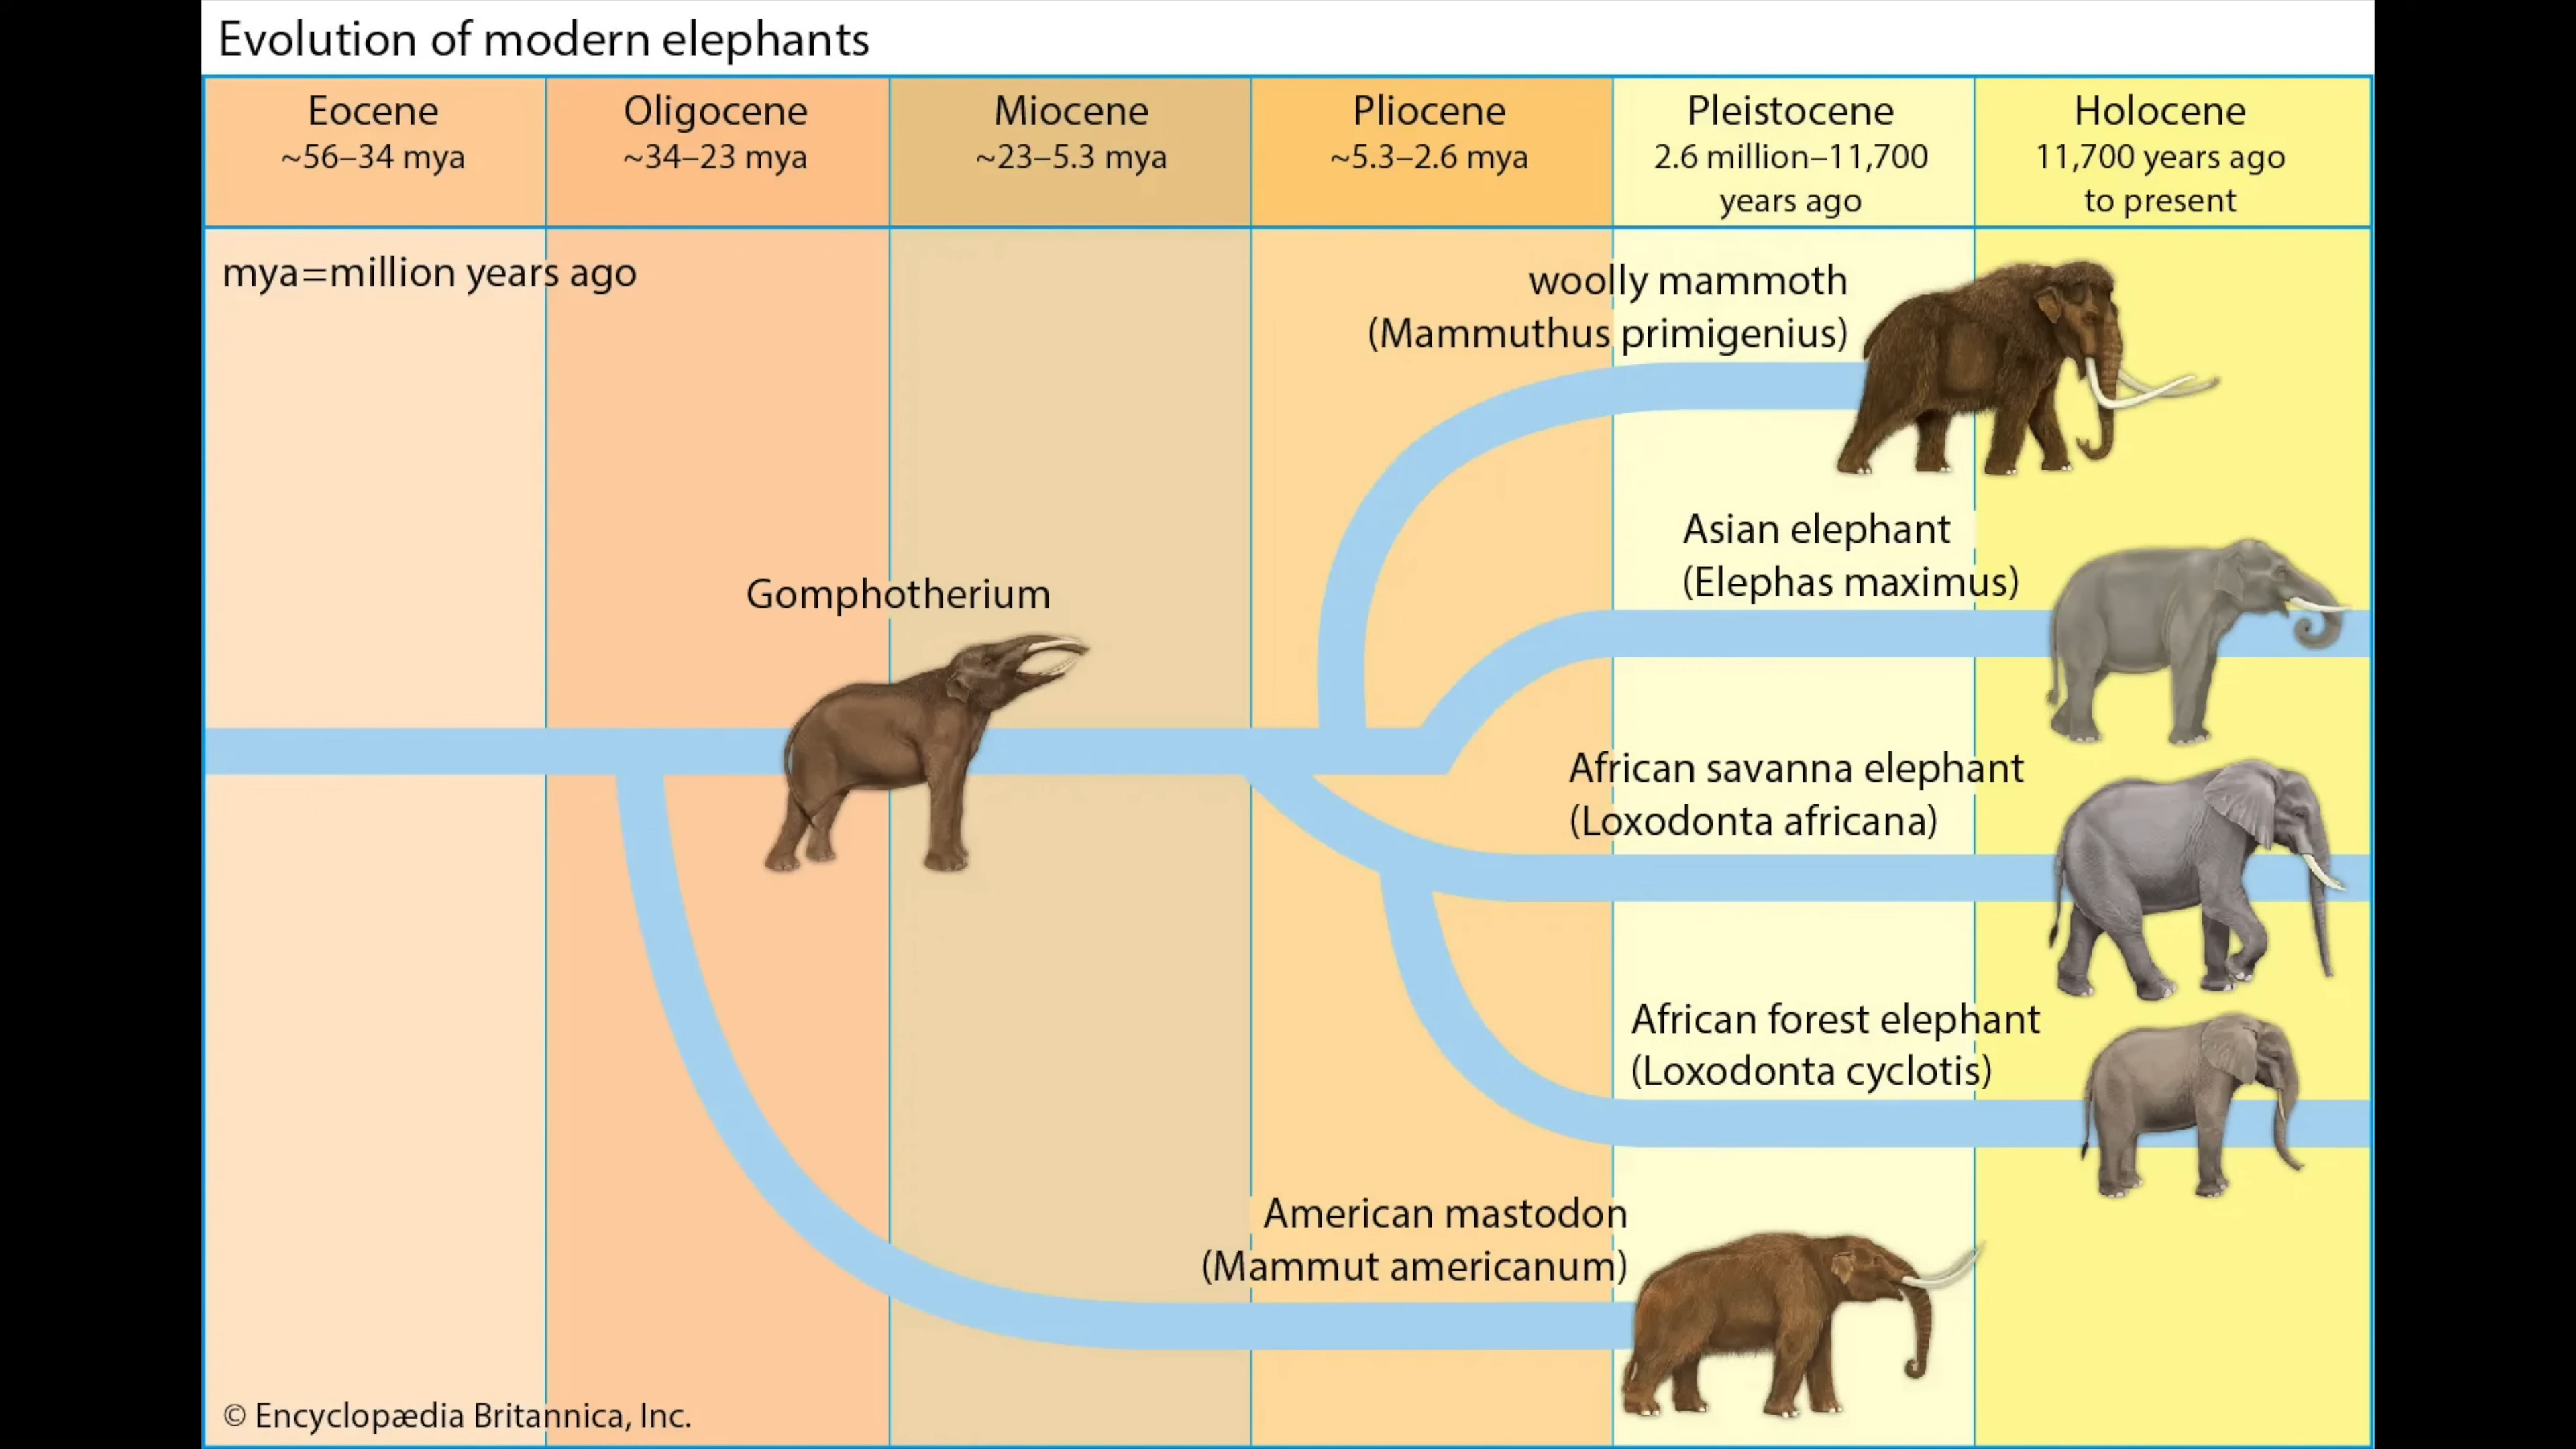 Evolution of modern elephants
Eocene
~56–34 mya
Oligocene
~34–23 mya
Miocene
~23–5.3 mya
Pliocene
~5.3–2.6 mya
Pleistocene
2.6 million–11,700
years ago
Holocene
11,700 years ago
to present
mya=million years ago
woolly mammoth
(Mammuthus primigenius)
Asian elephant
(Elephas maximus)
Gomphotherium
African savanna elephant
(Loxodonta africana)
African forest elephant
(Loxodonta cyclotis)
American mastodon
(Mammut americanum)
© Encyclopædia Britannica, Inc.